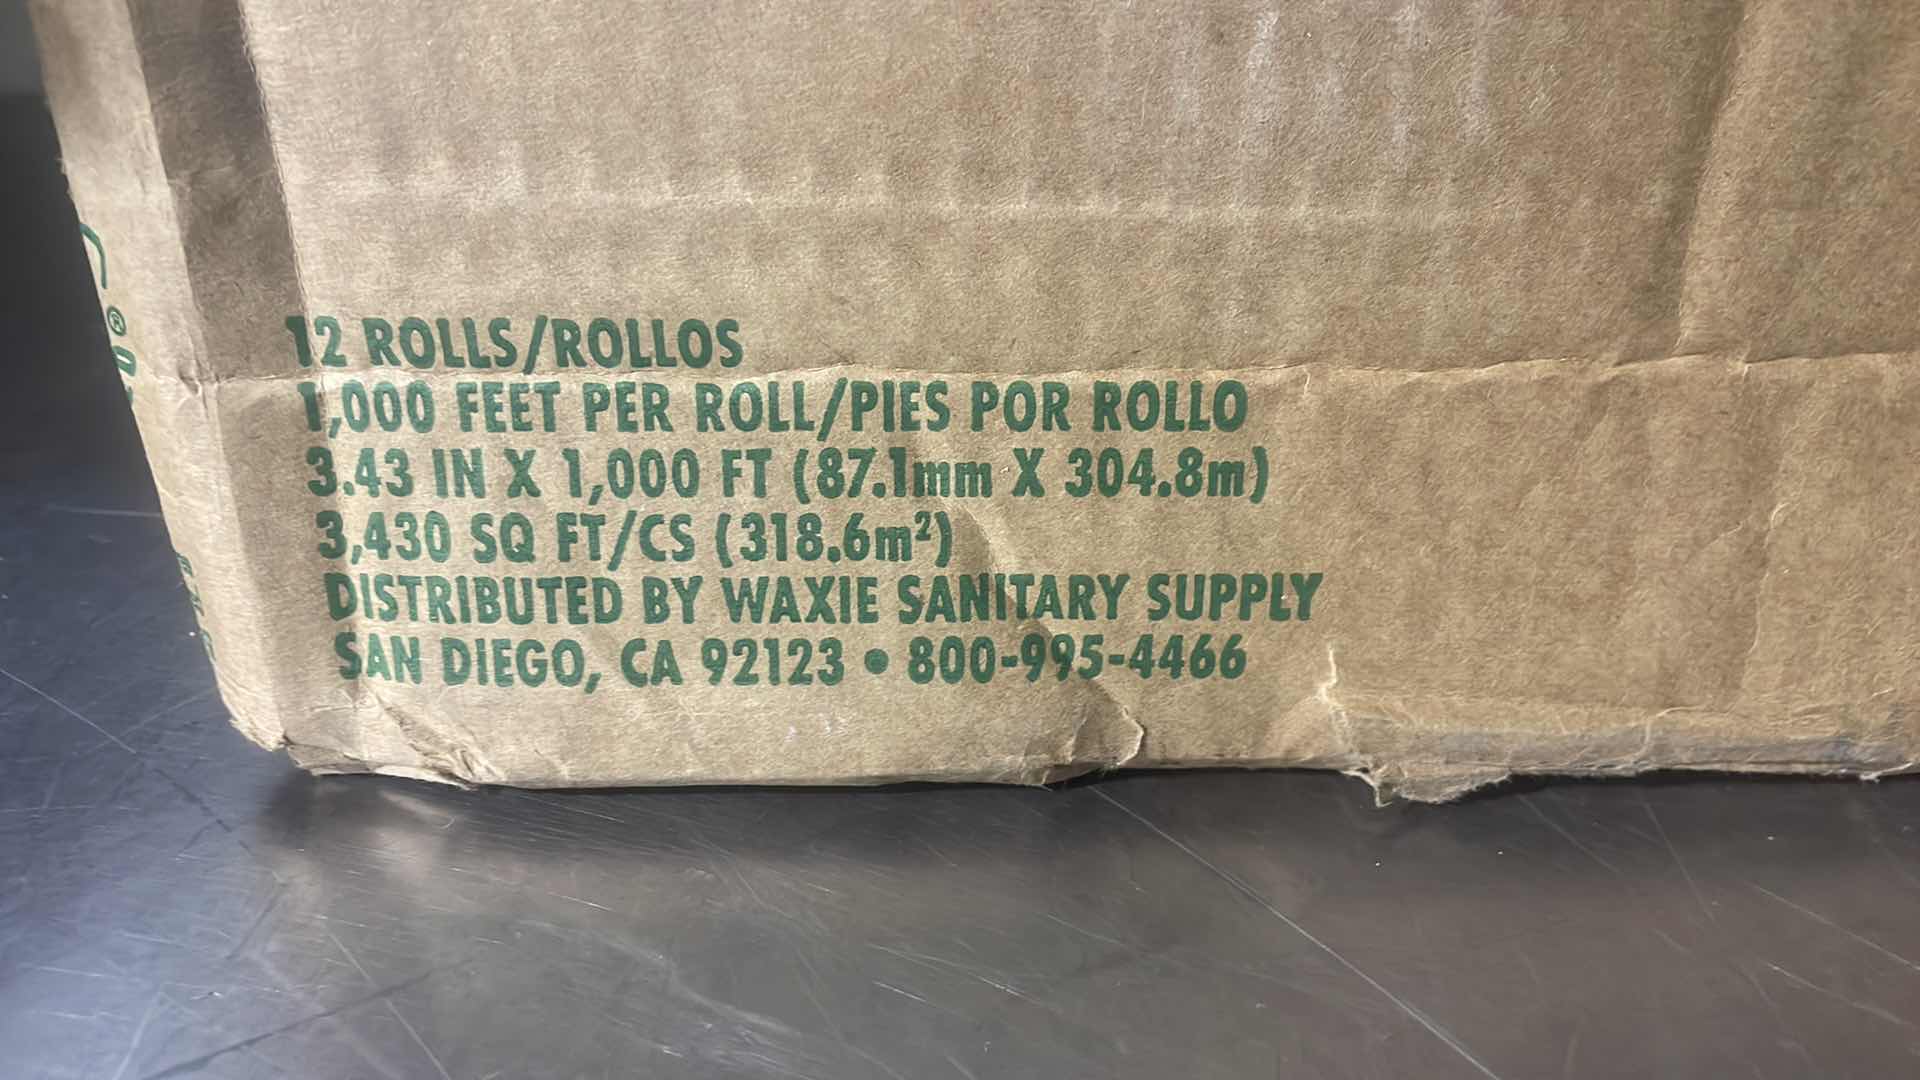 12 ROLLS/ROLLOS
1,000 FEET PER ROLL/PIES POR ROLLO
3.43 IN X 1,000 FT (87.1mm X 304.8m)
3,430 SQ FT/CS (318.6m²)
DISTRIBUTED BY WAXIE SANITARY SUPPLY
SAN DIEGO, CA 92123 • 800-995-4466